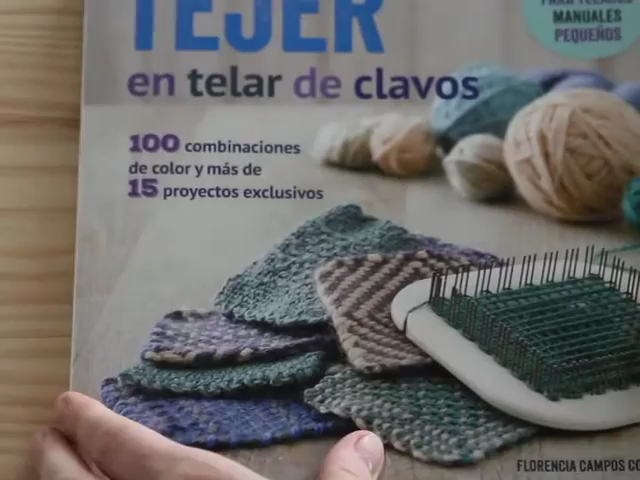 TEJER
PARA TELARES
MANUALES
PEQUEÑOS
en telar de clavos
100 combinaciones
de color y más de
15 proyectos exclusivos
FLORENCIA CAMPOS